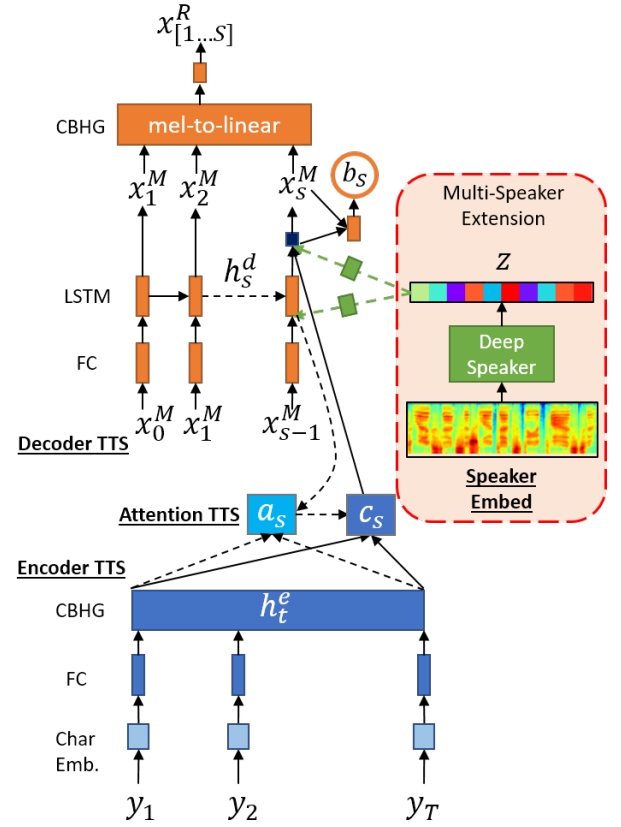 x^R_{[1...S]}
CBHG
mel-to-linear
x^M_1
x^M_2
x^M_s
b_s
Multi-Speaker
Extension
h^d_s
z
LSTM
Deep
Speaker
FC
x^M_0
x^M_1
x^M_{s-1}
Decoder TTS
Speaker
Embed
Attention TTS
a_s
c_s
Encoder TTS
CBHG
h^e_t
FC
Char
Emb.
y_1
y_2
y_T